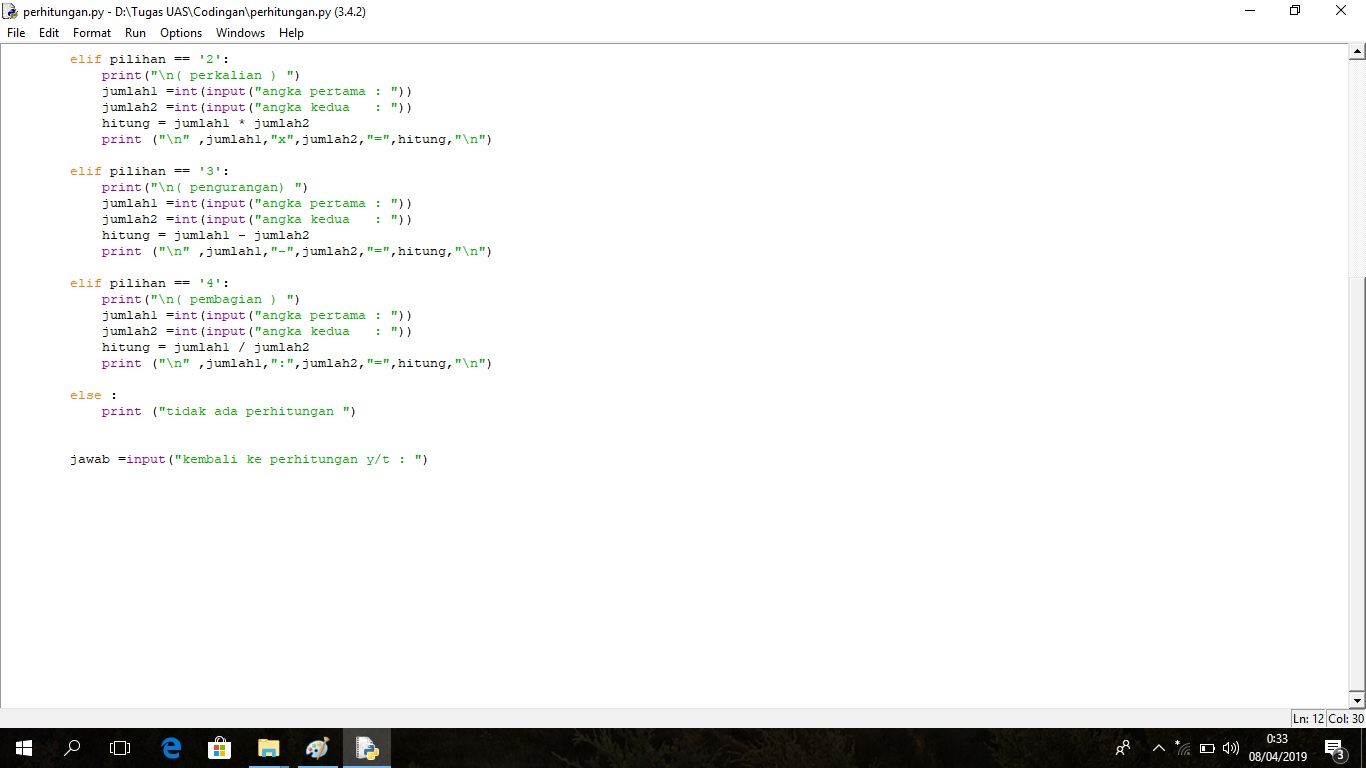 perhitungan.py - D:\Tugas UAS\Codingan\perhitungan.py (3.4.2)
File Edit Format Run Options Windows Help
elif pilihan == '2':
    print("\n( perkalian ) ")
    jumlah1 =int(input("angka pertama : "))
    jumlah2 =int(input("angka kedua   : "))
    hitung = jumlah1 * jumlah2
    print ("\n" ,jumlah1,"x",jumlah2,"=",hitung,"\n")
elif pilihan == '3':
    print("\n( pengurangan) ")
    jumlah1 =int(input("angka pertama : "))
    jumlah2 =int(input("angka kedua   : "))
    hitung = jumlah1 - jumlah2
    print ("\n" ,jumlah1,"-",jumlah2,"=",hitung,"\n")
elif pilihan == '4':
    print("\n( pembagian ) ")
    jumlah1 =int(input("angka pertama : "))
    jumlah2 =int(input("angka kedua   : "))
    hitung = jumlah1 / jumlah2
    print ("\n" ,jumlah1,":",jumlah2,"=",hitung,"\n")
else :
    print ("tidak ada perhitungan ")
jawab =input("kembali ke perhitungan y/t : ")
Ln: 12 Col: 30
0:33
08/04/2019
3